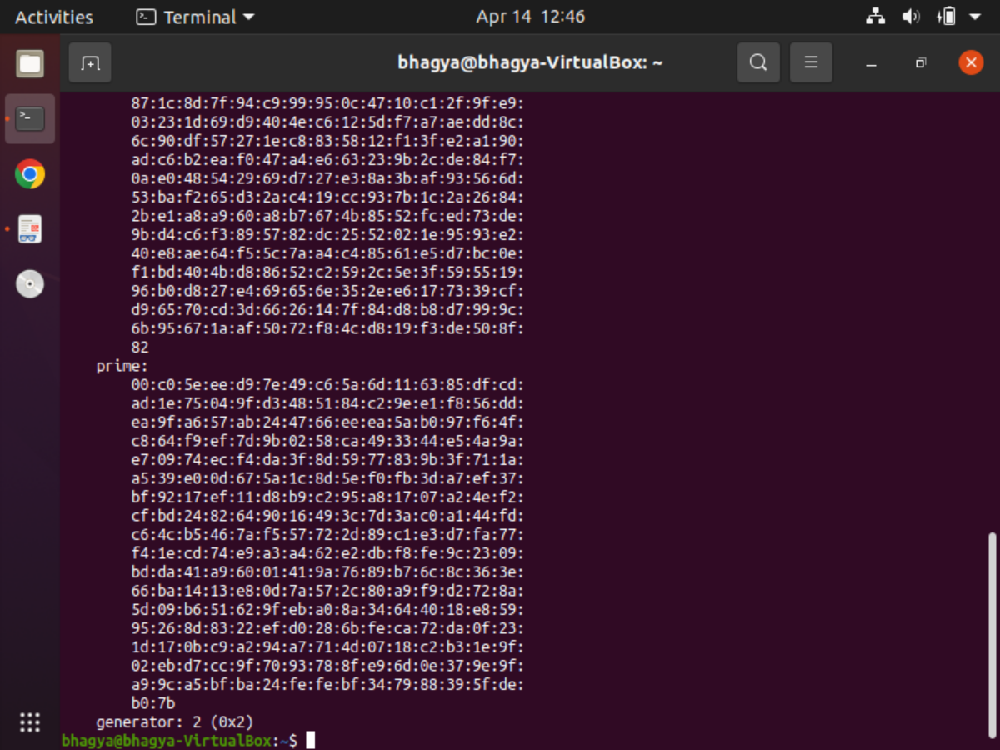 Activities Terminal Apr 14 12:46
bhagya@bhagya-VirtualBox: ~
87:1c:8d:7f:94:c9:99:95:0c:47:10:c1:2f:9f:e9:
03:23:1d:69:d9:40:4e:c6:12:5d:f7:a7:ae:dd:8c:
6c:90:df:57:27:1e:c8:83:58:12:f1:3f:e2:a1:90:
ad:c6:b2:ea:f0:47:a4:e6:63:23:9b:2c:de:84:f7:
0a:e0:48:54:29:69:d7:27:e3:8a:3b:af:93:56:6d:
53:ba:f2:65:d3:2a:c4:19:cc:93:7b:1c:2a:26:84:
2b:e1:a8:a9:60:a8:b7:67:4b:85:52:fc:ed:73:de:
9b:d4:c6:f3:89:57:82:dc:25:52:02:1e:95:93:e2:
40:e8:ae:64:f5:5c:7a:a4:c4:85:61:e5:d7:bc:0e:
f1:bd:40:4b:d8:86:52:c2:59:2c:5e:3f:59:55:19:
96:b0:d8:27:e4:69:65:6e:35:2e:e6:17:73:39:cf:
d9:65:70:cd:3d:66:26:14:7f:84:d8:b8:d7:99:9c:
6b:95:67:1a:af:50:72:f8:4c:d8:19:f3:de:50:8f:
82
prime:
00:c0:5e:ee:d9:7e:49:c6:5a:6d:11:63:85:df:cd:
ad:1e:75:04:9f:d3:48:51:84:c2:9e:e1:f8:56:dd:
ea:9f:a6:57:ab:24:47:66:ee:ea:5a:b0:97:f6:4f:
c8:64:f9:ef:7d:9b:02:58:ca:49:33:44:e5:4a:9a:
e7:09:74:ec:f4:da:3f:8d:59:77:83:9b:3f:71:1a:
a5:39:e0:0d:67:5a:1c:8d:5e:f0:fb:3d:a7:ef:37:
bf:92:17:ef:11:d8:b9:c2:95:a8:17:07:a2:4e:f2:
cf:bd:24:82:64:90:16:49:3c:7d:3a:c0:a1:44:fd:
c6:4c:b5:46:7a:f5:57:72:2d:89:c1:e3:d7:fa:77:
f4:1e:cd:74:e9:a3:a4:62:e2:db:f8:fe:9c:23:09:
bd:da:41:a9:60:01:41:9a:76:89:b7:6c:8c:36:3e:
66:ba:14:13:e8:0d:7a:57:2c:80:a9:f9:d2:72:8a:
5d:09:b6:51:62:9f:eb:a0:8a:34:64:40:18:e8:59:
95:26:8d:83:22:ef:d0:28:6b:fe:ca:72:da:0f:23:
1d:17:0b:c9:a2:94:a7:71:4d:07:18:c2:b3:1e:9f:
02:eb:d7:cc:9f:70:93:78:8f:e9:6d:0e:37:9e:9f:
a9:9c:a5:bf:ba:24:fe:fe:bf:34:79:88:39:5f:de:
b0:7b
generator: 2 (0x2)
bhagya@bhagya-VirtualBox:~$